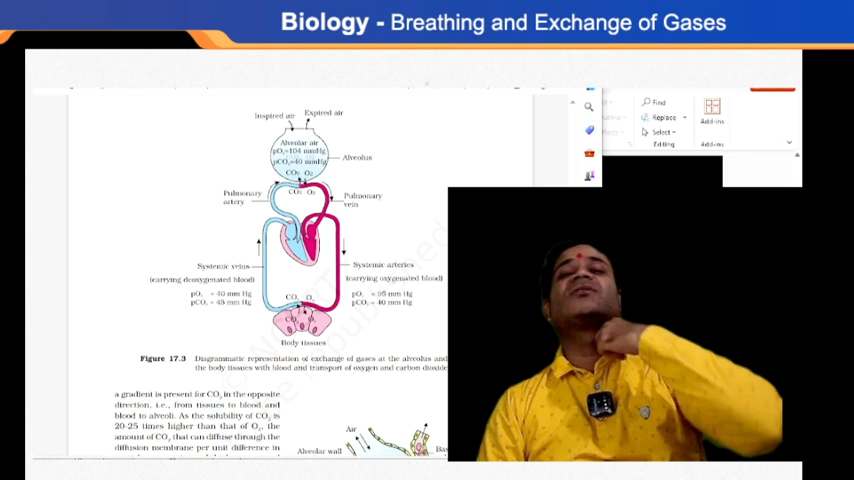 Biology - Breathing and Exchange of Gases
Find
Replace
Select
Editing
Add-ins
Add-ins
Inspired air
Expired air
Alveolar air
pO₂=104 mmHg
pCO₂=40 mmHg
Alveolus
CO₂ O₂
CO₂ O₂
Pulmonary
artery
Pulmonary
vein
Systemic veins
(carrying deoxygenated blood)
pO₂ = 40 mm Hg
pCO₂ = 45 mm Hg
Systemic arteries
(carrying oxygenated blood)
pO₂ = 95 mm Hg
pCO₂ = 40 mm Hg
CO₂ O₂
CO₂ O₂
Body tissues
Figure 17.3 Diagrammatic representation of exchange of gases at the alveolus and
the body tissues with blood and transport of oxygen and carbon dioxide
a gradient is present for CO₂ in the opposite
direction, i.e., from tissues to blood and
blood to alveoli. As the solubility of CO₂ is
20-25 times higher than that of O₂, the
amount of CO₂ that can diffuse through the
diffusion membrane per unit difference in
Air
Alveolar wall